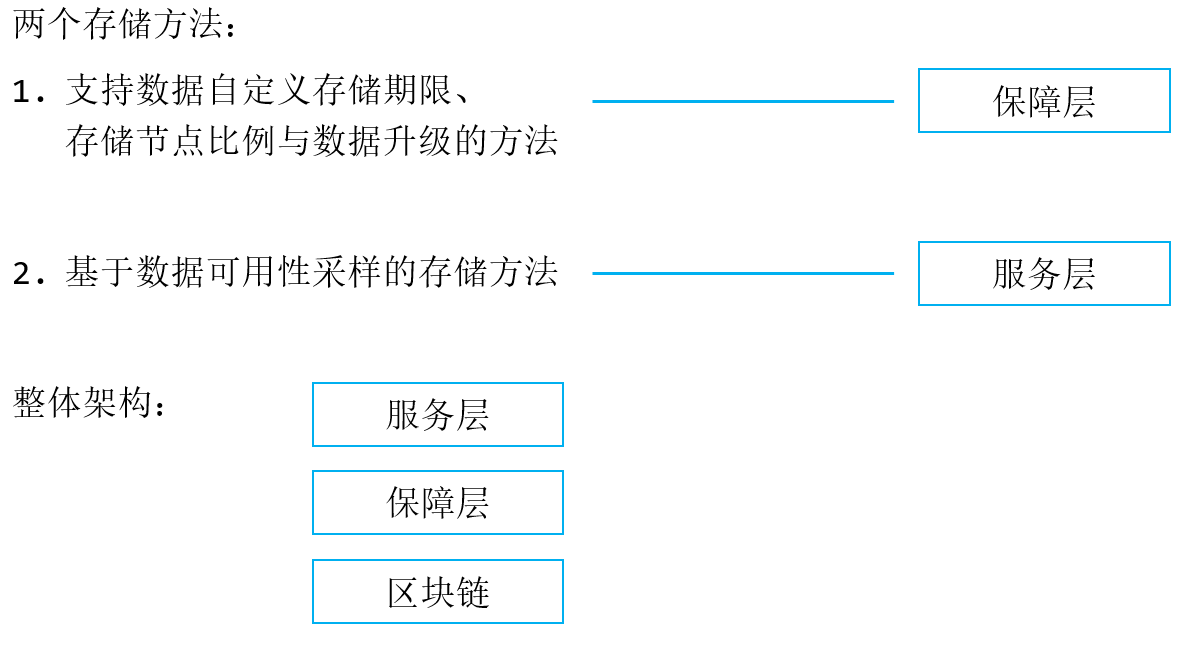 两个存储方法：
1. 支持数据自定义存储期限、
存储节点比例与数据升级的方法
保障层
2. 基于数据可用性采样的存储方法
服务层
整体架构：
服务层
保障层
区块链